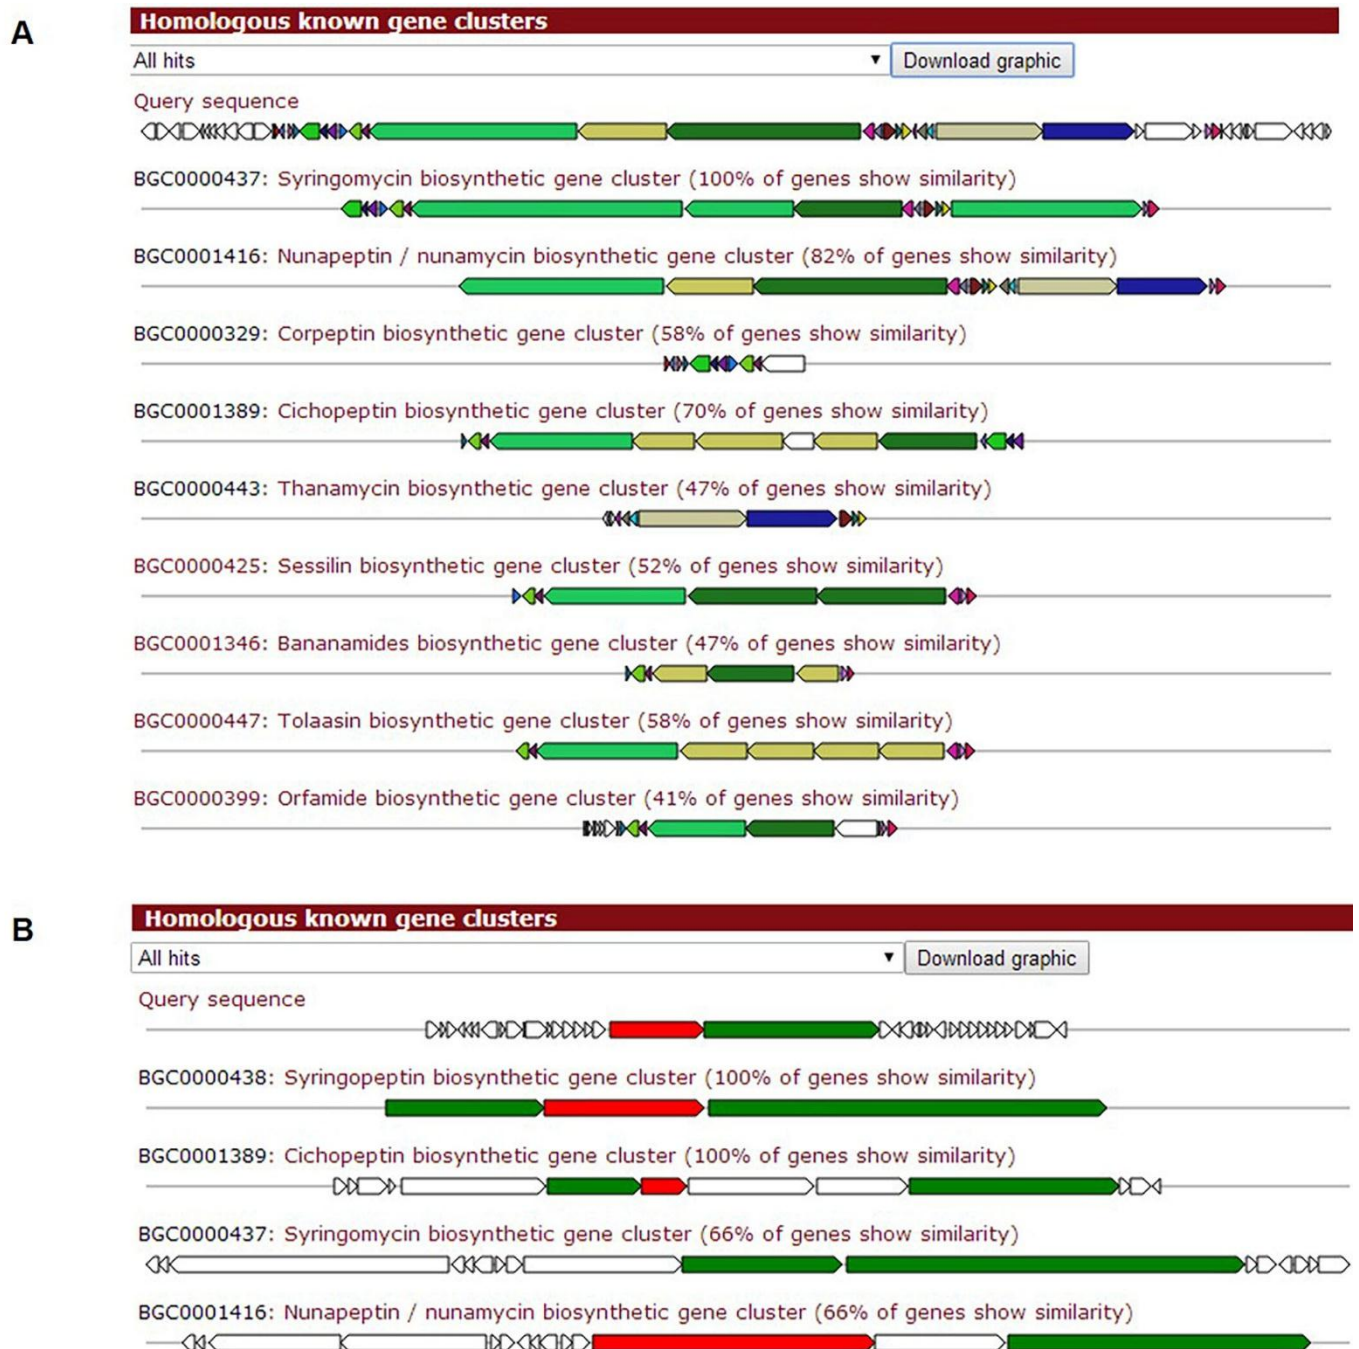 A
Homologous known gene clusters
All hits
Download graphic
Query sequence
BGC0000437: Syringomycin biosynthetic gene cluster (100% of genes show similarity)
BGC0001416: Nunapeptin / nunamycin biosynthetic gene cluster (82% of genes show similarity)
BGC0000329: Corpeptin biosynthetic gene cluster (58% of genes show similarity)
BGC0001389: Cichopeptin biosynthetic gene cluster (70% of genes show similarity)
BGC0000443: Thanamycin biosynthetic gene cluster (47% of genes show similarity)
BGC0000425: Sessilin biosynthetic gene cluster (52% of genes show similarity)
BGC0001346: Bananamides biosynthetic gene cluster (47% of genes show similarity)
BGC0000447: Tolaasin biosynthetic gene cluster (58% of genes show similarity)
BGC0000399: Orfamide biosynthetic gene cluster (41% of genes show similarity)
B
Homologous known gene clusters
All hits
Download graphic
Query sequence
BGC0000438: Syringopeptin biosynthetic gene cluster (100% of genes show similarity)
BGC0001389: Cichopeptin biosynthetic gene cluster (100% of genes show similarity)
BGC0000437: Syringomycin biosynthetic gene cluster (66% of genes show similarity)
BGC0001416: Nunapeptin / nunamycin biosynthetic gene cluster (66% of genes show similarity)